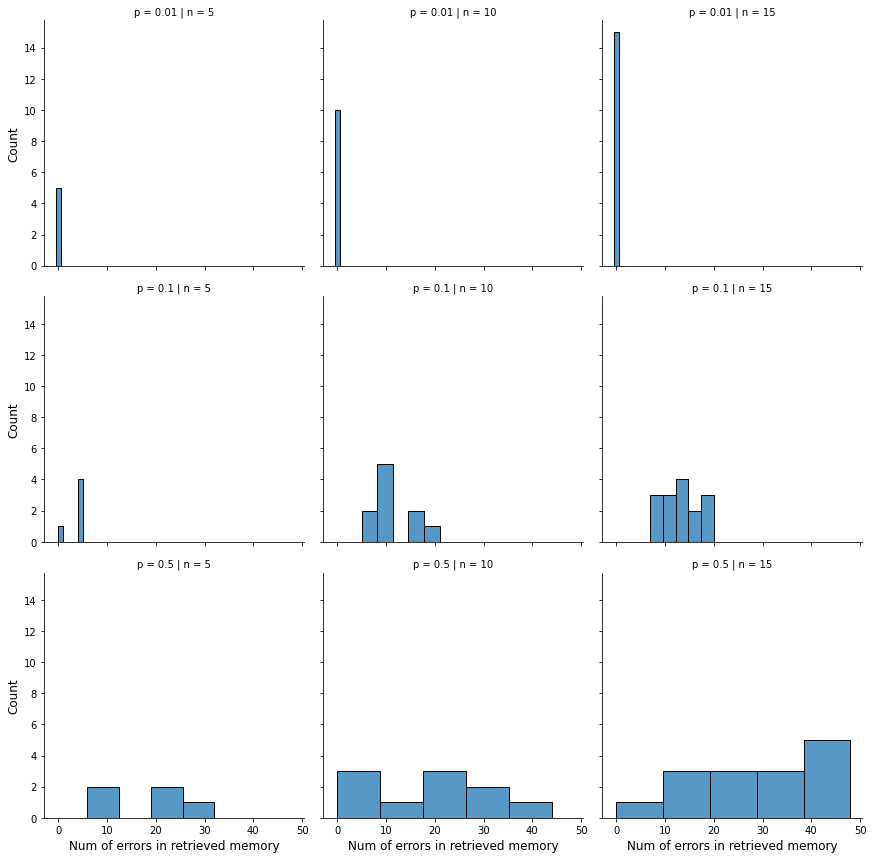 p = 0.01 | n = 5
p = 0.01 | n = 10
p = 0.01 | n = 15
14
12
10
8
6
4
2
0
Count
p = 0.1 | n = 5
p = 0.1 | n = 10
p = 0.1 | n = 15
14
12
10
8
6
4
2
0
Count
p = 0.5 | n = 5
p = 0.5 | n = 10
p = 0.5 | n = 15
14
12
10
8
6
4
2
0
Count
0 10 20 30 40 50
0 10 20 30 40 50
0 10 20 30 40 50
Num of errors in retrieved memory
Num of errors in retrieved memory
Num of errors in retrieved memory